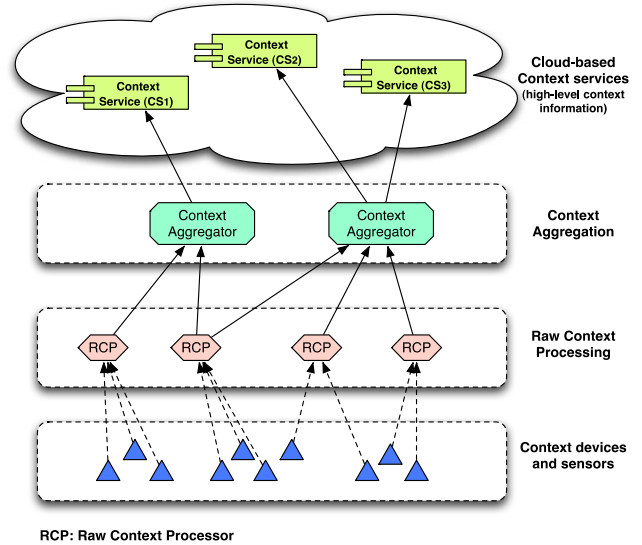 Context
Service (CS2)
Context
Service (CS1)
Context
Service (CS3)
Cloud-based
Context services
(high-level context
information)
Context
Aggregator
Context
Aggregator
Context
Aggregation
RCP
RCP
RCP
RCP
Raw Context
Processing
Context devices
and sensors
RCP: Raw Context Processor